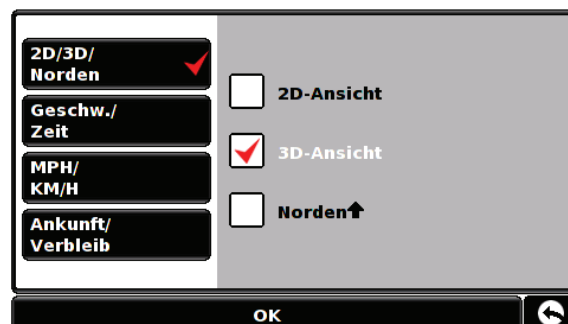 2D/3D/
Norden
Geschw./
Zeit
MPH/
KM/H
Ankunft/
Verbleib
2D-Ansicht
3D-Ansicht
Norden⬆
OK